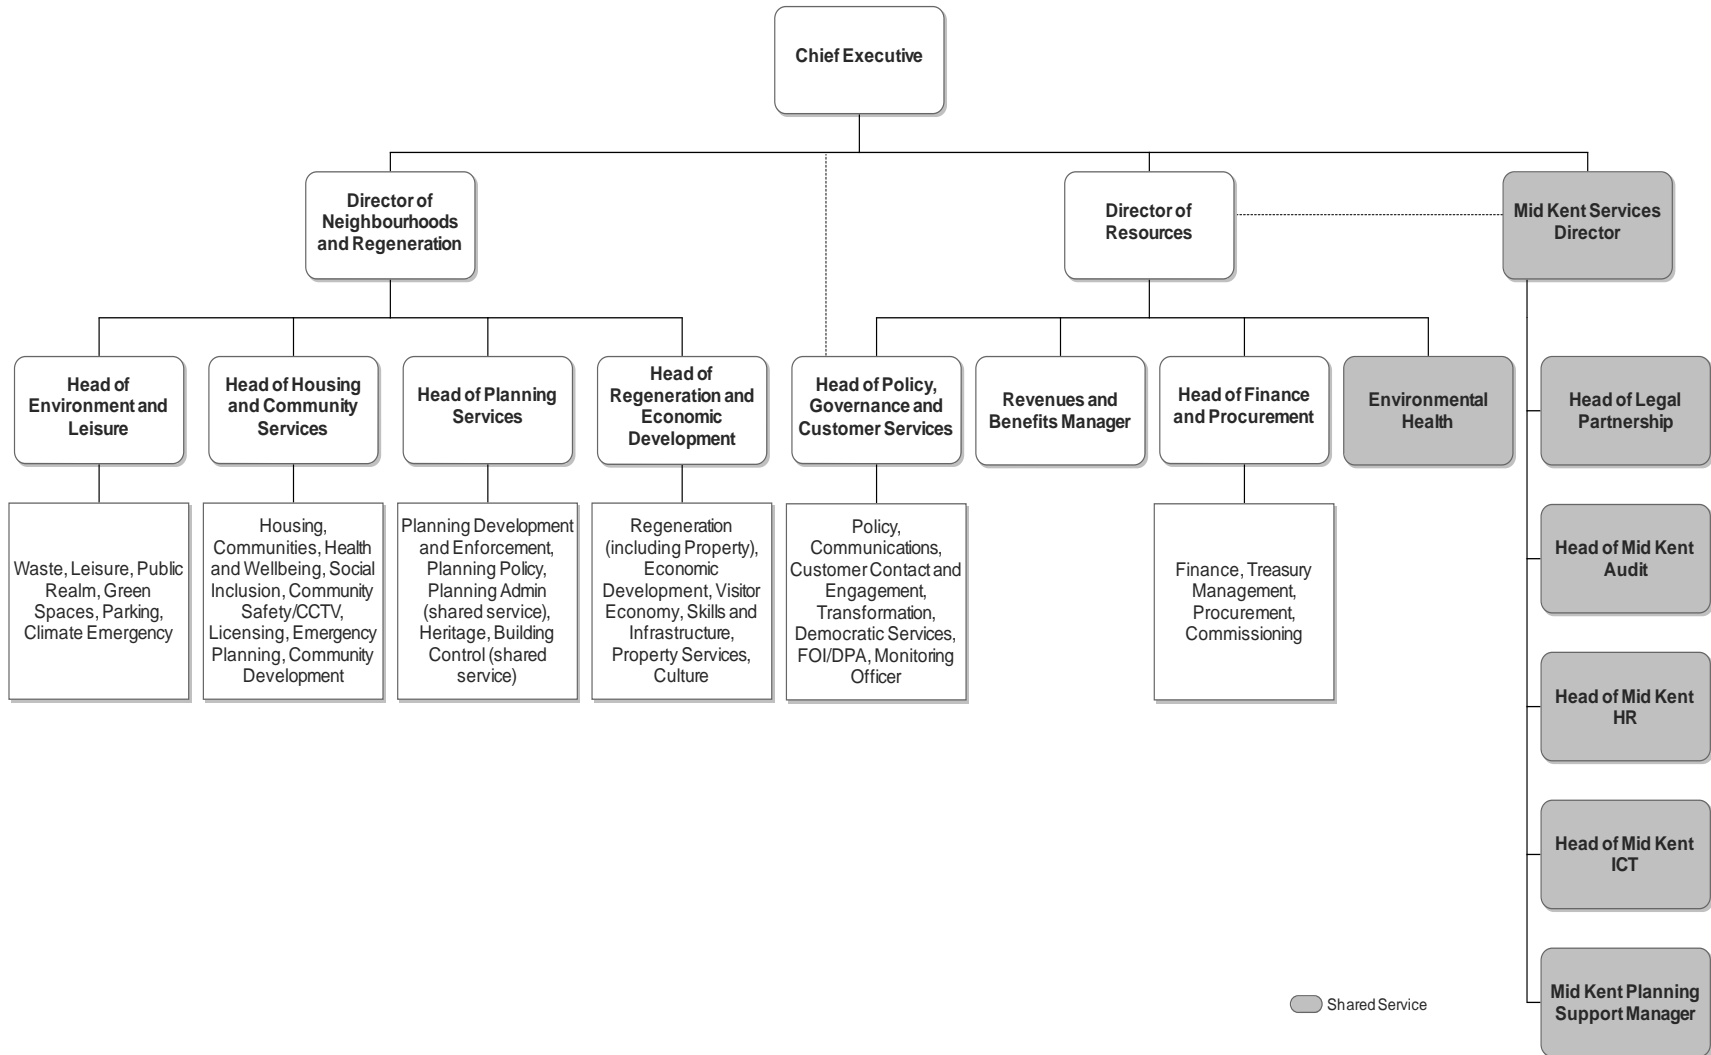 Chief Executive
Director of
Neighbourhoods
and Regeneration
Director of
Resources
Mid Kent Services
Director
Head of
Environment and
Leisure
Head of Housing
and Community
Services
Head of Planning
Services
Head of
Regeneration and
Economic
Development
Head of Policy,
Governance and
Customer Services
Revenues and
Benefits Manager
Head of Finance
and Procurement
Environmental
Health
Head of Legal
Partnership
Waste, Leisure, Public
Realm, Green
Spaces, Parking,
Climate Emergency
Housing,
Communities, Health
and Wellbeing, Social
Inclusion, Community
Safety/CCTV,
Licensing, Emergency
Planning, Community
Development
Planning Development
and Enforcement,
Planning Policy,
Planning Admin
(shared service),
Heritage, Building
Control (shared
service)
Regeneration
(including Property),
Economic
Development, Visitor
Economy, Skills and
Infrastructure,
Property Services,
Culture
Policy,
Communications,
Customer Contact and
Engagement,
Transformation,
Democratic Services,
FOI/DPA, Monitoring
Officer
Finance, Treasury
Management,
Procurement,
Commissioning
Head of Mid Kent
Audit
Head of Mid Kent
HR
Head of Mid Kent
ICT
Mid Kent Planning
Support Manager
Shared Service